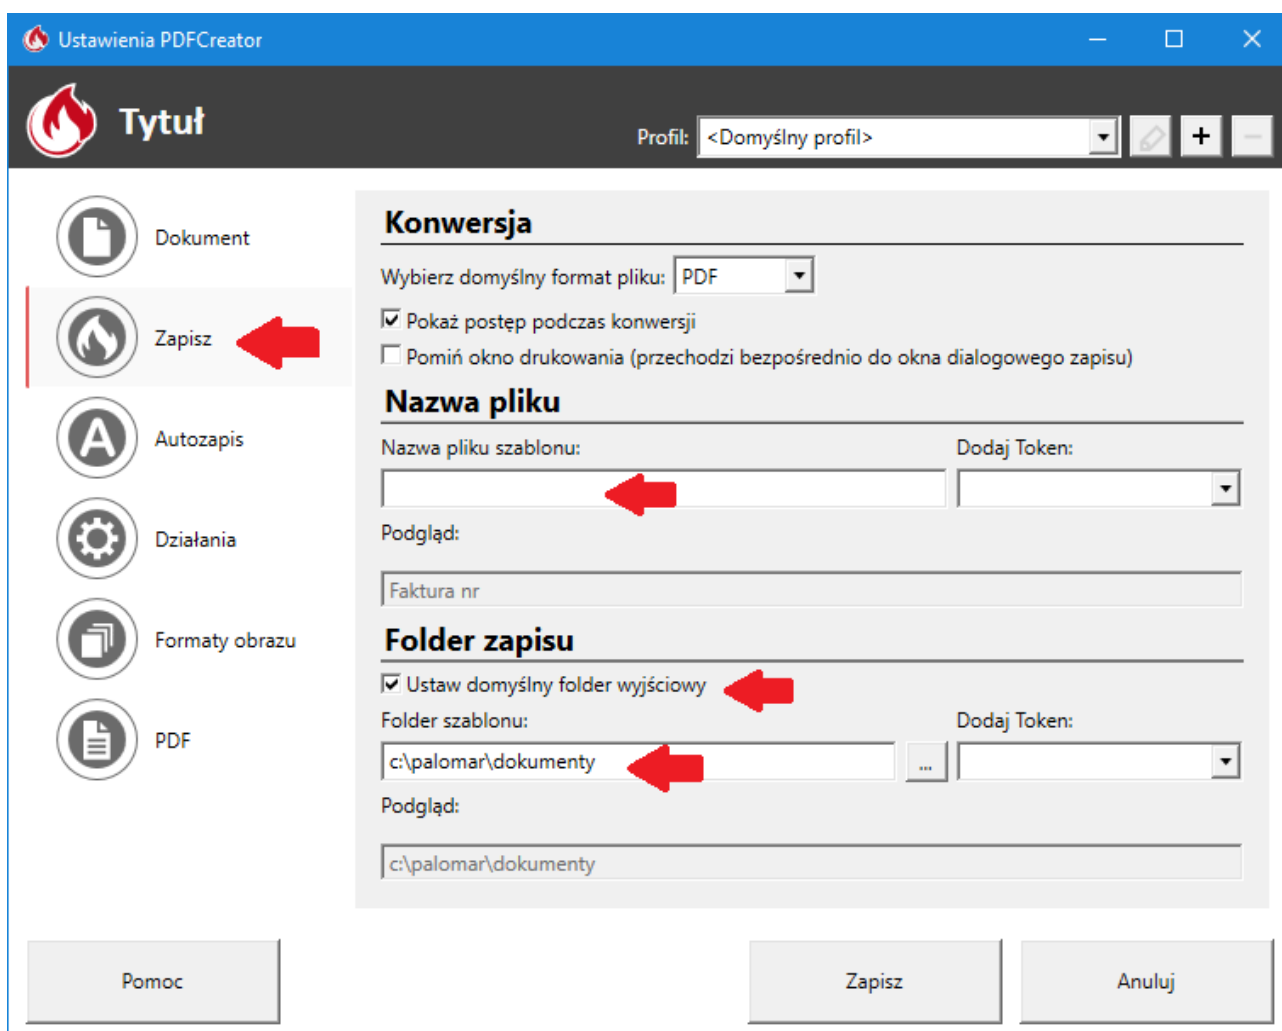 Ustawienia PDFCreator
Tytuł
Profil: <Domyślny profil>
Dokument
Zapisz
Autozapis
Działania
Formaty obrazu
PDF
Konwersja
Wybierz domyślny format pliku: PDF
Pokaż postęp podczas konwersji
Pomiń okno drukowania (przechodzi bezpośrednio do okna dialogowego zapisu)
Nazwa pliku
Nazwa pliku szablonu: Dodaj Token:
Podgląd:
Faktura nr
Folder zapisu
Ustaw domyślny folder wyjściowy
Folder szablonu: Dodaj Token:
c:\palomar\dokumenty ...
Podgląd:
c:\palomar\dokumenty
Pomoc Zapisz Anuluj